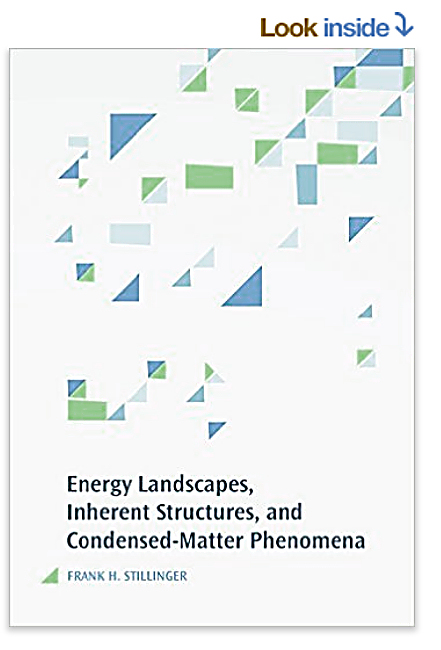 Look inside
Energy Landscapes,
Inherent Structures, and
Condensed-Matter Phenomena
FRANK H. STILLINGER